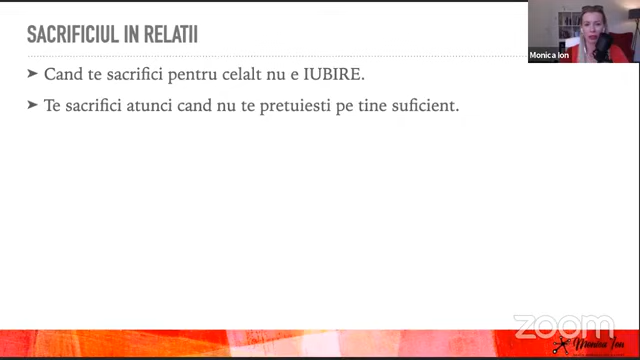 SACRIFICIUL IN RELATII
Monica Ion
➤ Cand te sacrifici pentru celalt nu e IUBIRE.
➤ Te sacrifici atunci cand nu te pretuiesti pe tine suficient.
zoom
Monica Ion